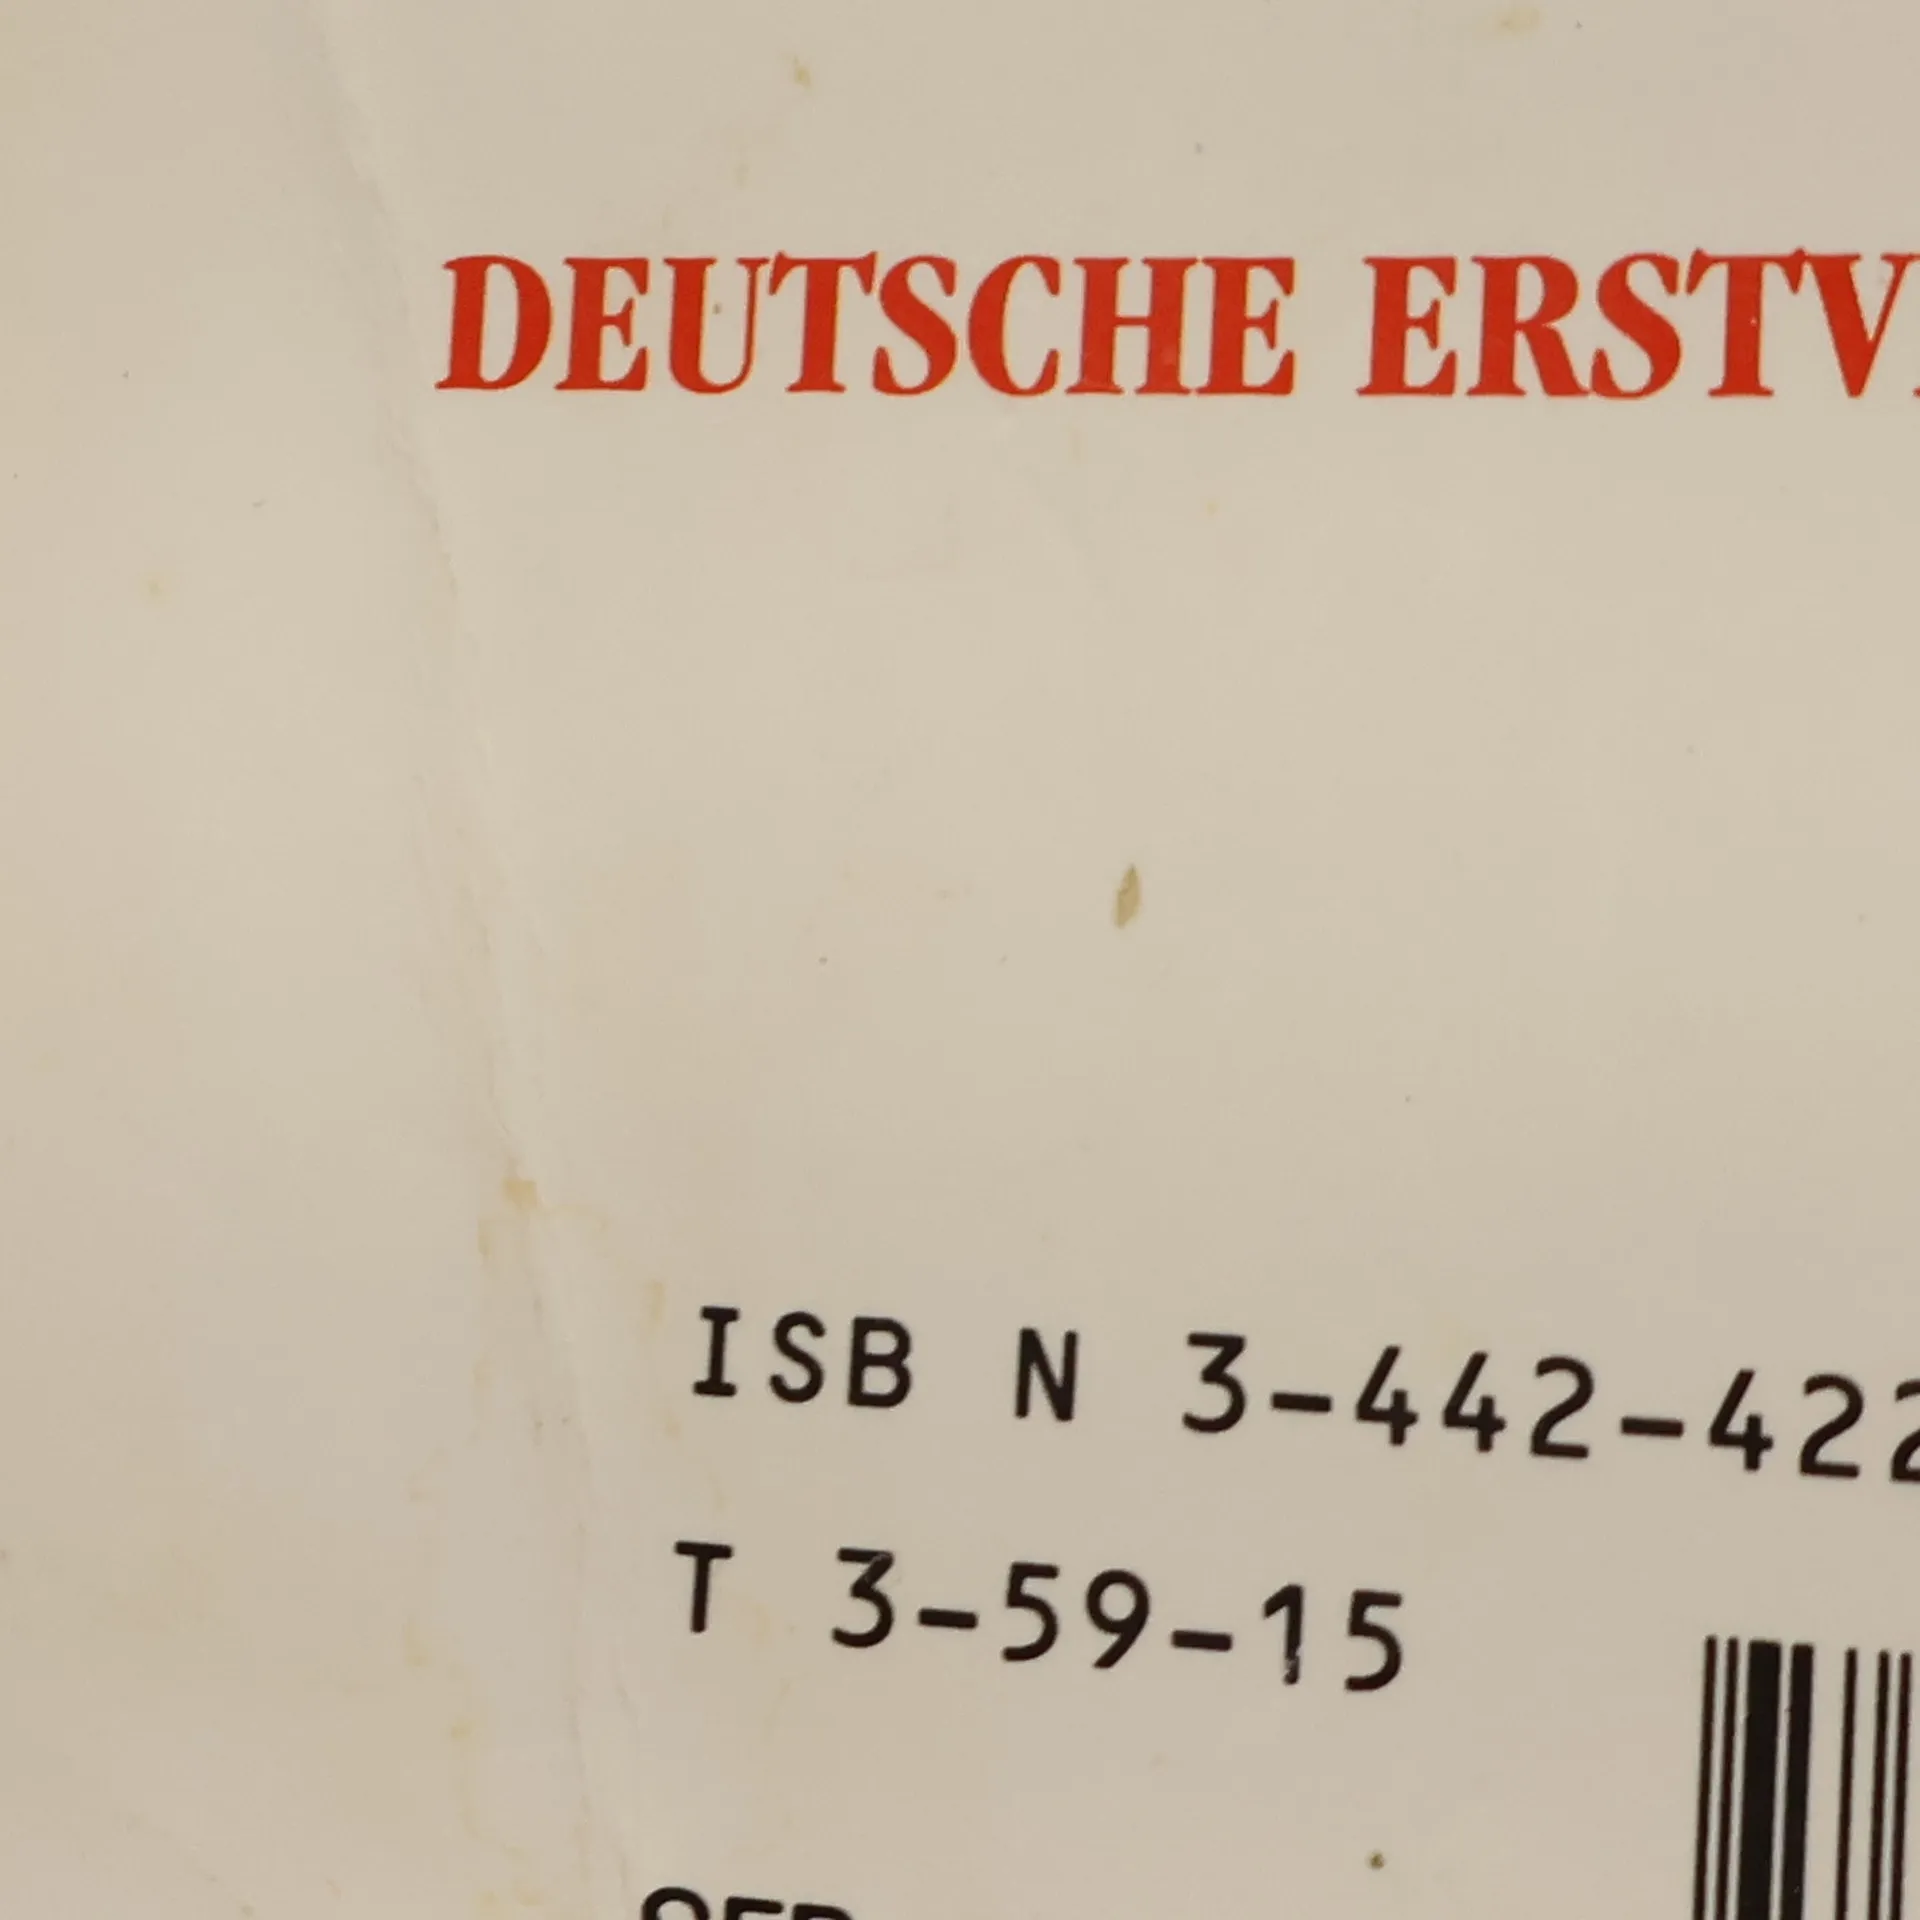 DEUTSCHE ERSTV
ISB N 3-442-422
T 3-59-15